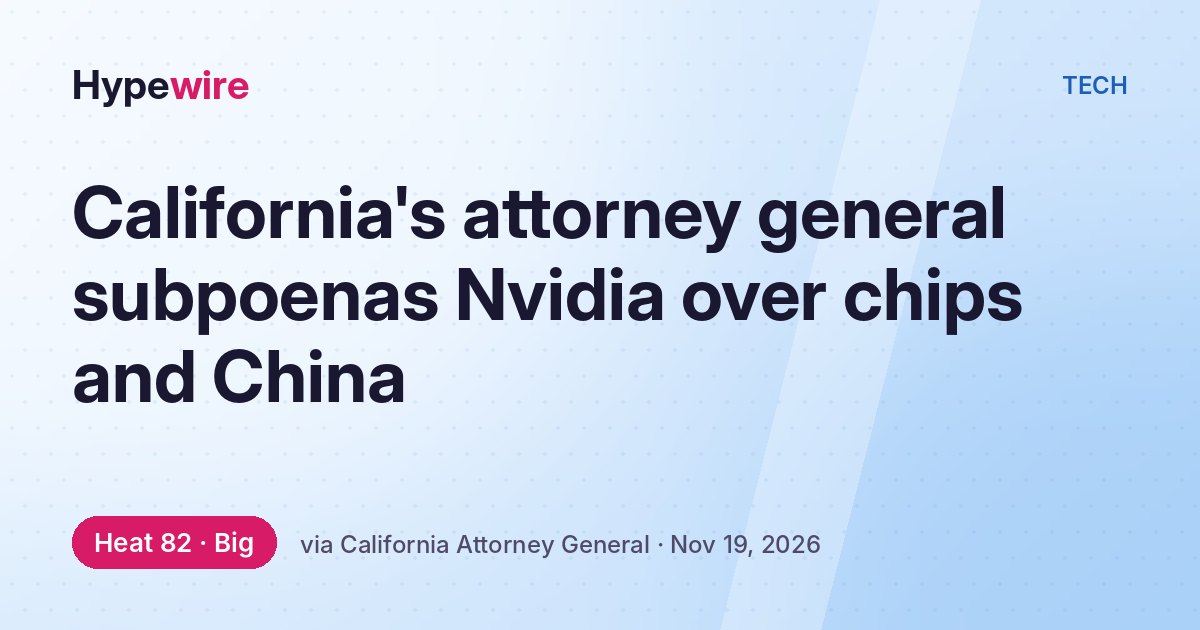 Hypewire
TECH
California's attorney general
subpoenas Nvidia over chips
and China
Heat 82 · Big
via California Attorney General · Nov 19, 2026